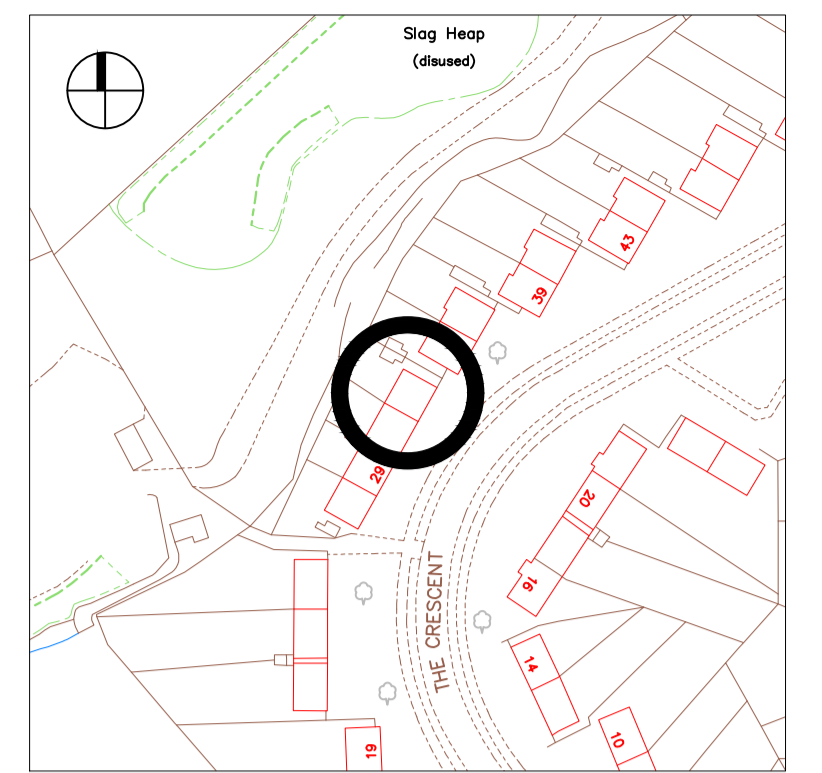 Slag Heap
(disused)
43
39
29
20
16
THE CRESCENT
14
10
19